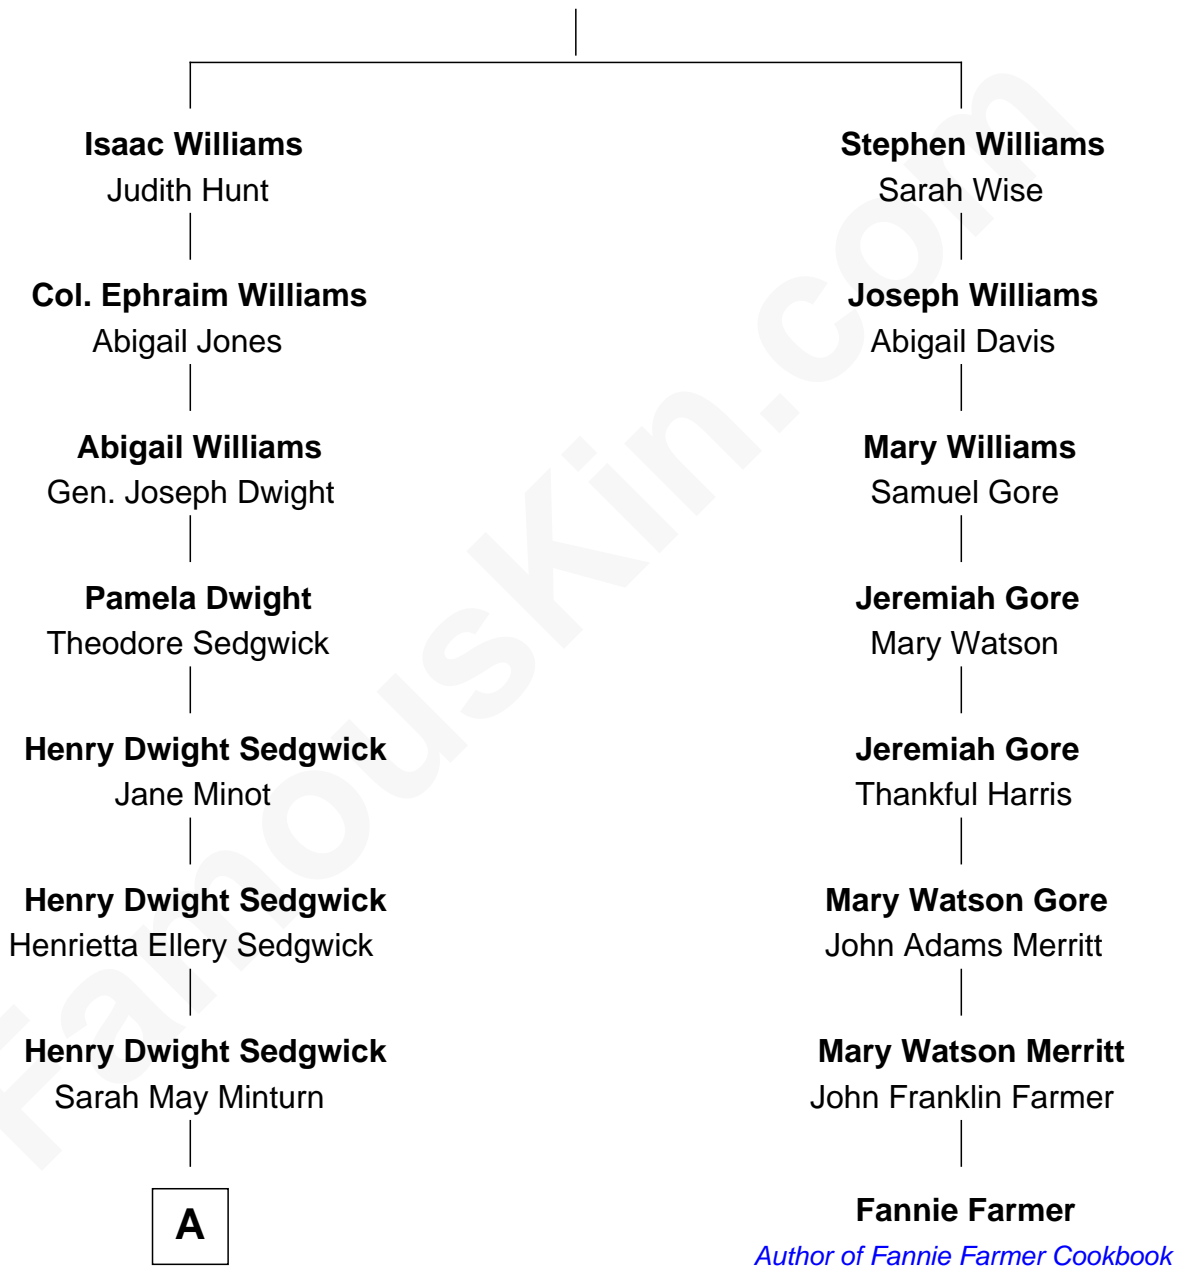 Isaac Williams
Judith Hunt
Col. Ephraim Williams
Abigail Jones
Abigail Williams
Gen. Joseph Dwight
Pamela Dwight
Theodore Sedgwick
Henry Dwight Sedgwick
Jane Minot
Henry Dwight Sedgwick
Henrietta Ellery Sedgwick
Henry Dwight Sedgwick
Sarah May Minturn
A
Stephen Williams
Sarah Wise
Joseph Williams
Abigail Davis
Mary Williams
Samuel Gore
Jeremiah Gore
Mary Watson
Jeremiah Gore
Thankful Harris
Mary Watson Gore
John Adams Merritt
Mary Watson Merritt
John Franklin Farmer
Fannie Farmer
Author of Fannie Farmer Cookbook
FamousKin.com